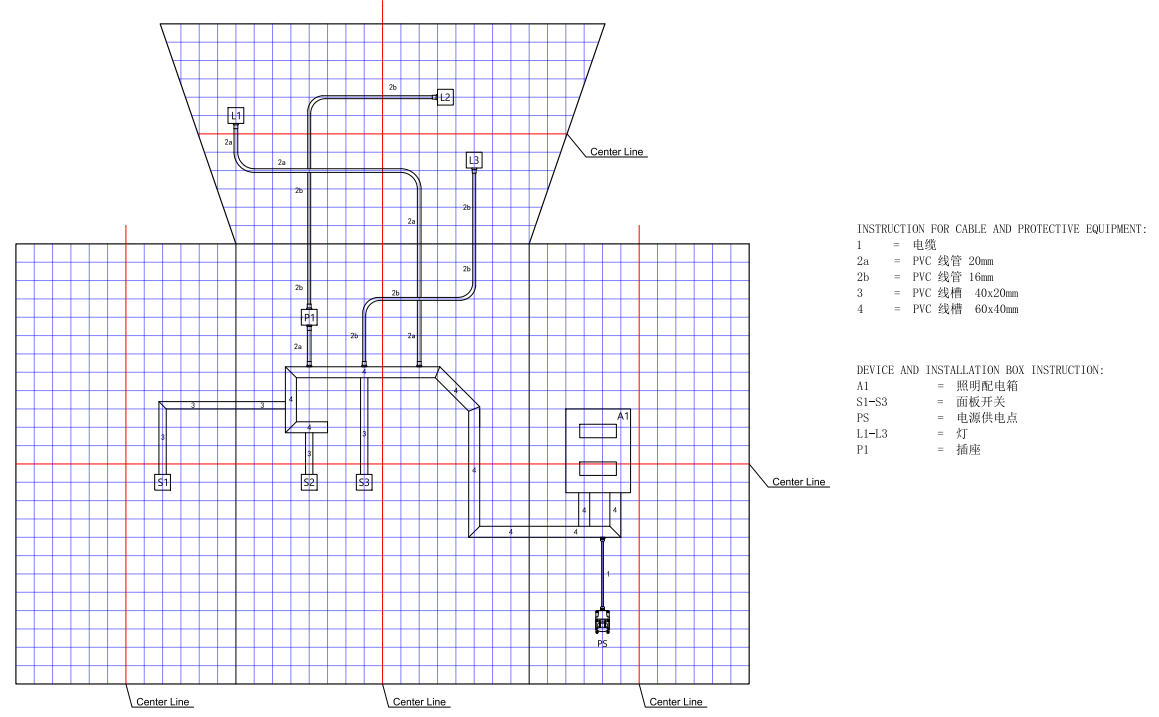 2b
L2
L1
2a
Center Line
2a
L3
2b
2b
2a
INSTRUCTION FOR CABLE AND PROTECTIVE EQUIPMENT:
1 = 电缆
2a = PVC 线管 20mm
2b = PVC 线管 16mm
3 = PVC 线槽 40x20mm
4 = PVC 线槽 60x40mm
2b
2b
2b
P1
2a
2b
2a
4
DEVICE AND INSTALLATION BOX INSTRUCTION:
A1 = 照明配电箱
S1-S3 = 面板开关
PS = 电源供电点
L1-L3 = 灯
P1 = 插座
4
4
3
3
A1
4
3
3
3
4
S1
S2
S3
Center Line
4
4
4
4
1
PS
Center Line
Center Line
Center Line